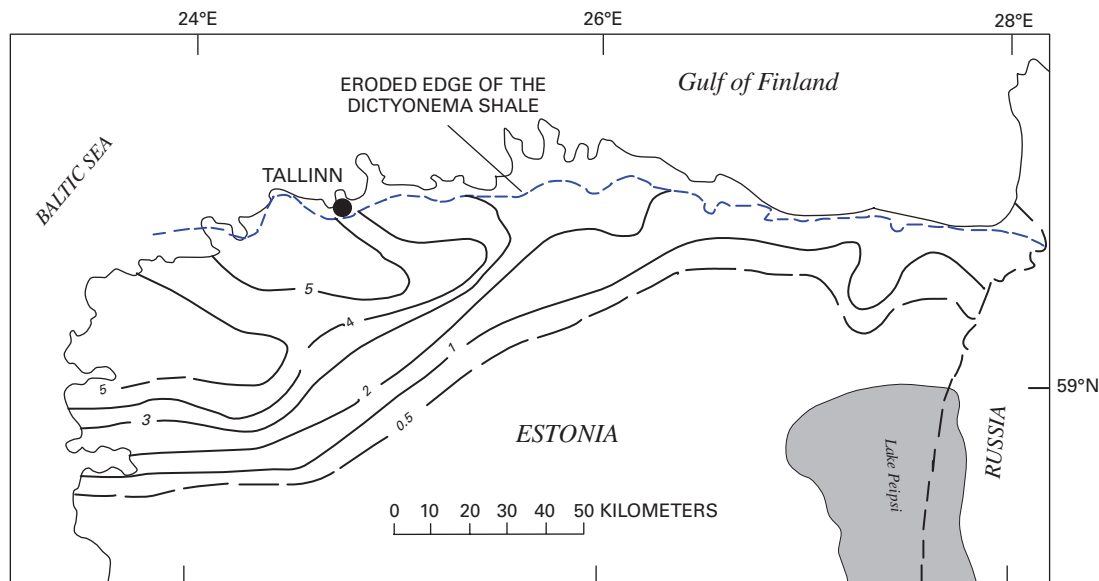 24°E
26°E
28°E
ERODED EDGE OF THE
DICTYONEMA SHALE
Gulf of Finland
BALTIC SEA
TALLINN
5
4
5
3
2
1
0.5
59°N
ESTONIA
RUSSIA
Lake Peipsi
0 10 20 30 40 50 KILOMETERS